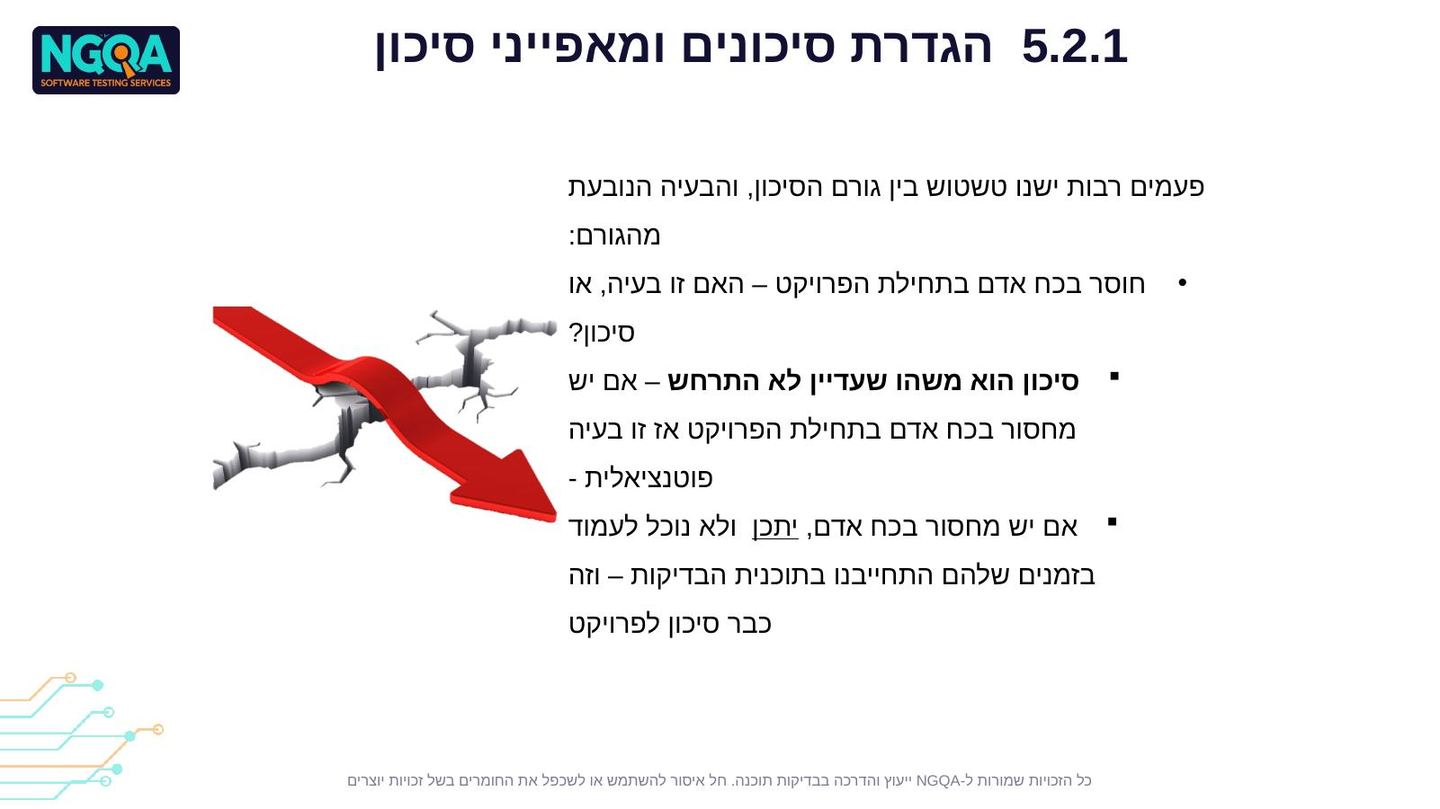 5.2.1 הגדרת סיכונים ומאפייני סיכון
NGQA
SOFTWARE TESTING SERVICES
פעמים רבות ישנו טשטוש בין גורם הסיכון, והבעיה הנובעת
מהגורם:
• חוסר בכח אדם בתחילת הפרויקט – האם זו בעיה, או
סיכון?
▪ סיכון הוא משהו שעדיין לא התרחש – אם יש
מחסור בכח אדם בתחילת הפרויקט אז זו בעיה
פוטנציאלית -
▪ אם יש מחסור בכח אדם, יתכן ולא נוכל לעמוד
בזמנים שלהם התחייבנו בתוכנית הבדיקות – וזה
כבר סיכון לפרויקט
כל הזכויות שמורות ל-NGQA ייעוץ והדרכה בבדיקות תוכנה. חל איסור להשתמש או לשכפל את החומרים בשל זכויות יוצרים